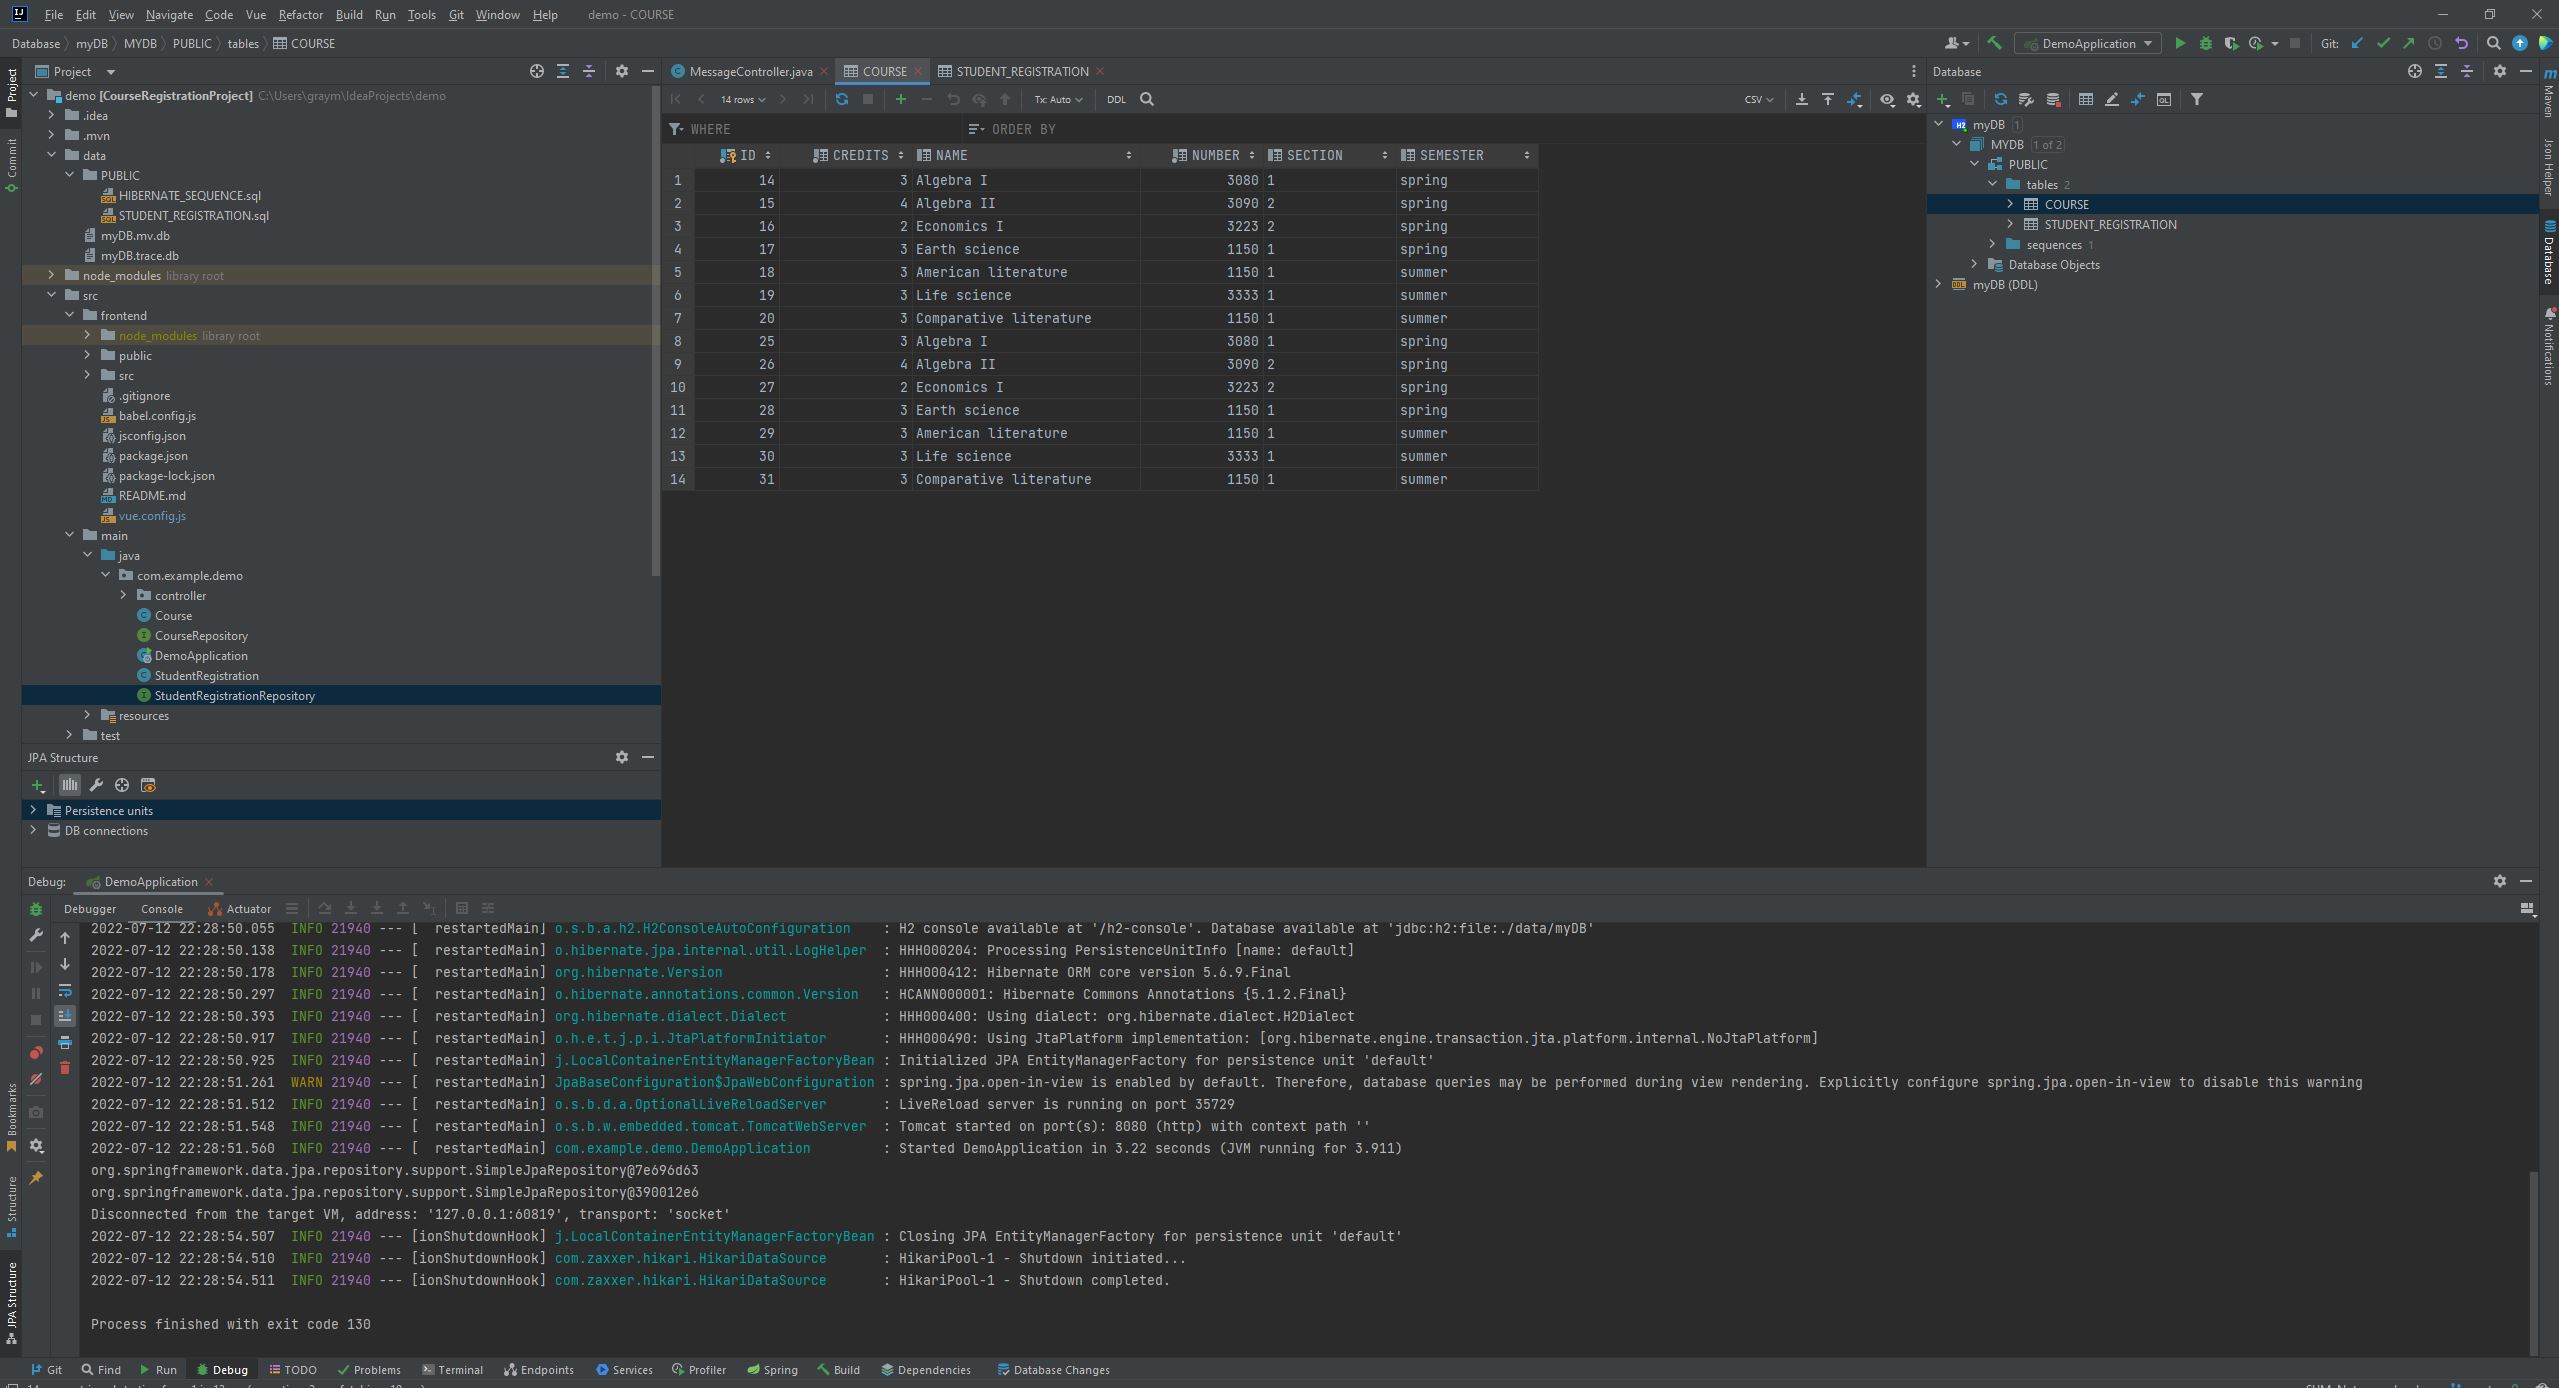 File Edit View Navigate Code Vue Refactor Build Run Tools Git Window Help demo - COURSE
Database myDB MYDB PUBLIC tables COURSE
DemoApplication Git:
Project
MessageController.java COURSE STUDENT_REGISTRATION
Database
demo [CourseRegistrationProject] C:\Users\graym\IdeaProjects\demo
.idea
.mvn
data
PUBLIC
HIBERNATE_SEQUENCE.sql
STUDENT_REGISTRATION.sql
myDB.mv.db
myDB.trace.db
node_modules library root
src
frontend
node_modules library root
public
src
.gitignore
babel.config.js
jsconfig.json
package.json
package-lock.json
README.md
vue.config.js
main
java
com.example.demo
controller
Course
CourseRepository
DemoApplication
StudentRegistration
StudentRegistrationRepository
resources
test
JPA Structure
Persistence units
DB connections
14 rows Tx: Auto DDL CSV
WHERE ORDER BY
ID CREDITS NAME NUMBER SECTION SEMESTER
1 14 3 Algebra I 3080 1 spring
2 15 4 Algebra II 3090 2 spring
3 16 2 Economics I 3223 2 spring
4 17 3 Earth science 1150 1 spring
5 18 3 American literature 1150 1 summer
6 19 3 Life science 3333 1 summer
7 20 3 Comparative literature 1150 1 summer
8 25 3 Algebra I 3080 1 spring
9 26 4 Algebra II 3090 2 spring
10 27 2 Economics I 3223 2 spring
11 28 3 Earth science 1150 1 spring
12 29 3 American literature 1150 1 summer
13 30 3 Life science 3333 1 summer
14 31 3 Comparative literature 1150 1 summer
myDB 1
MYDB 1 of 2
PUBLIC
tables 2
COURSE
STUDENT_REGISTRATION
sequences 1
Database Objects
myDB (DDL)
Project
Commit
Bookmarks
Structure
JPA Structure
Maven
Json Helper
Database
Notifications
Debug: DemoApplication
Debugger Console Actuator
2022-07-12 22:28:50.055 INFO 21940 --- [ restartedMain] o.s.b.a.h2.H2ConsoleAutoConfiguration : H2 console available at '/h2-console'. Database available at 'jdbc:h2:file:./data/myDB'
2022-07-12 22:28:50.138 INFO 21940 --- [ restartedMain] o.hibernate.jpa.internal.util.LogHelper : HHH000204: Processing PersistenceUnitInfo [name: default]
2022-07-12 22:28:50.178 INFO 21940 --- [ restartedMain] org.hibernate.Version : HHH000412: Hibernate ORM core version 5.6.9.Final
2022-07-12 22:28:50.297 INFO 21940 --- [ restartedMain] o.hibernate.annotations.common.Version : HCANN000001: Hibernate Commons Annotations {5.1.2.Final}
2022-07-12 22:28:50.393 INFO 21940 --- [ restartedMain] org.hibernate.dialect.Dialect : HHH000400: Using dialect: org.hibernate.dialect.H2Dialect
2022-07-12 22:28:50.917 INFO 21940 --- [ restartedMain] o.h.e.t.j.p.i.JtaPlatformInitiator : HHH000490: Using JtaPlatform implementation: [org.hibernate.engine.transaction.jta.platform.internal.NoJtaPlatform]
2022-07-12 22:28:50.925 INFO 21940 --- [ restartedMain] j.LocalContainerEntityManagerFactoryBean : Initialized JPA EntityManagerFactory for persistence unit 'default'
2022-07-12 22:28:51.261 WARN 21940 --- [ restartedMain] JpaBaseConfiguration$JpaWebConfiguration : spring.jpa.open-in-view is enabled by default. Therefore, database queries may be performed during view rendering. Explicitly configure spring.jpa.open-in-view to disable this warning
2022-07-12 22:28:51.512 INFO 21940 --- [ restartedMain] o.s.b.d.a.OptionalLiveReloadServer : LiveReload server is running on port 35729
2022-07-12 22:28:51.548 INFO 21940 --- [ restartedMain] o.s.b.w.embedded.tomcat.TomcatWebServer : Tomcat started on port(s): 8080 (http) with context path ''
2022-07-12 22:28:51.560 INFO 21940 --- [ restartedMain] com.example.demo.DemoApplication : Started DemoApplication in 3.22 seconds (JVM running for 3.911)
org.springframework.data.jpa.repository.support.SimpleJpaRepository@7e696d63
org.springframework.data.jpa.repository.support.SimpleJpaRepository@390012e6
Disconnected from the target VM, address: '127.0.0.1:60819', transport: 'socket'
2022-07-12 22:28:54.507 INFO 21940 --- [ionShutdownHook] j.LocalContainerEntityManagerFactoryBean : Closing JPA EntityManagerFactory for persistence unit 'default'
2022-07-12 22:28:54.510 INFO 21940 --- [ionShutdownHook] com.zaxxer.hikari.HikariDataSource : HikariPool-1 - Shutdown initiated...
2022-07-12 22:28:54.511 INFO 21940 --- [ionShutdownHook] com.zaxxer.hikari.HikariDataSource : HikariPool-1 - Shutdown completed.
Process finished with exit code 130
Git Find Run Debug TODO Problems Terminal Endpoints Services Profiler Spring Build Dependencies Database Changes